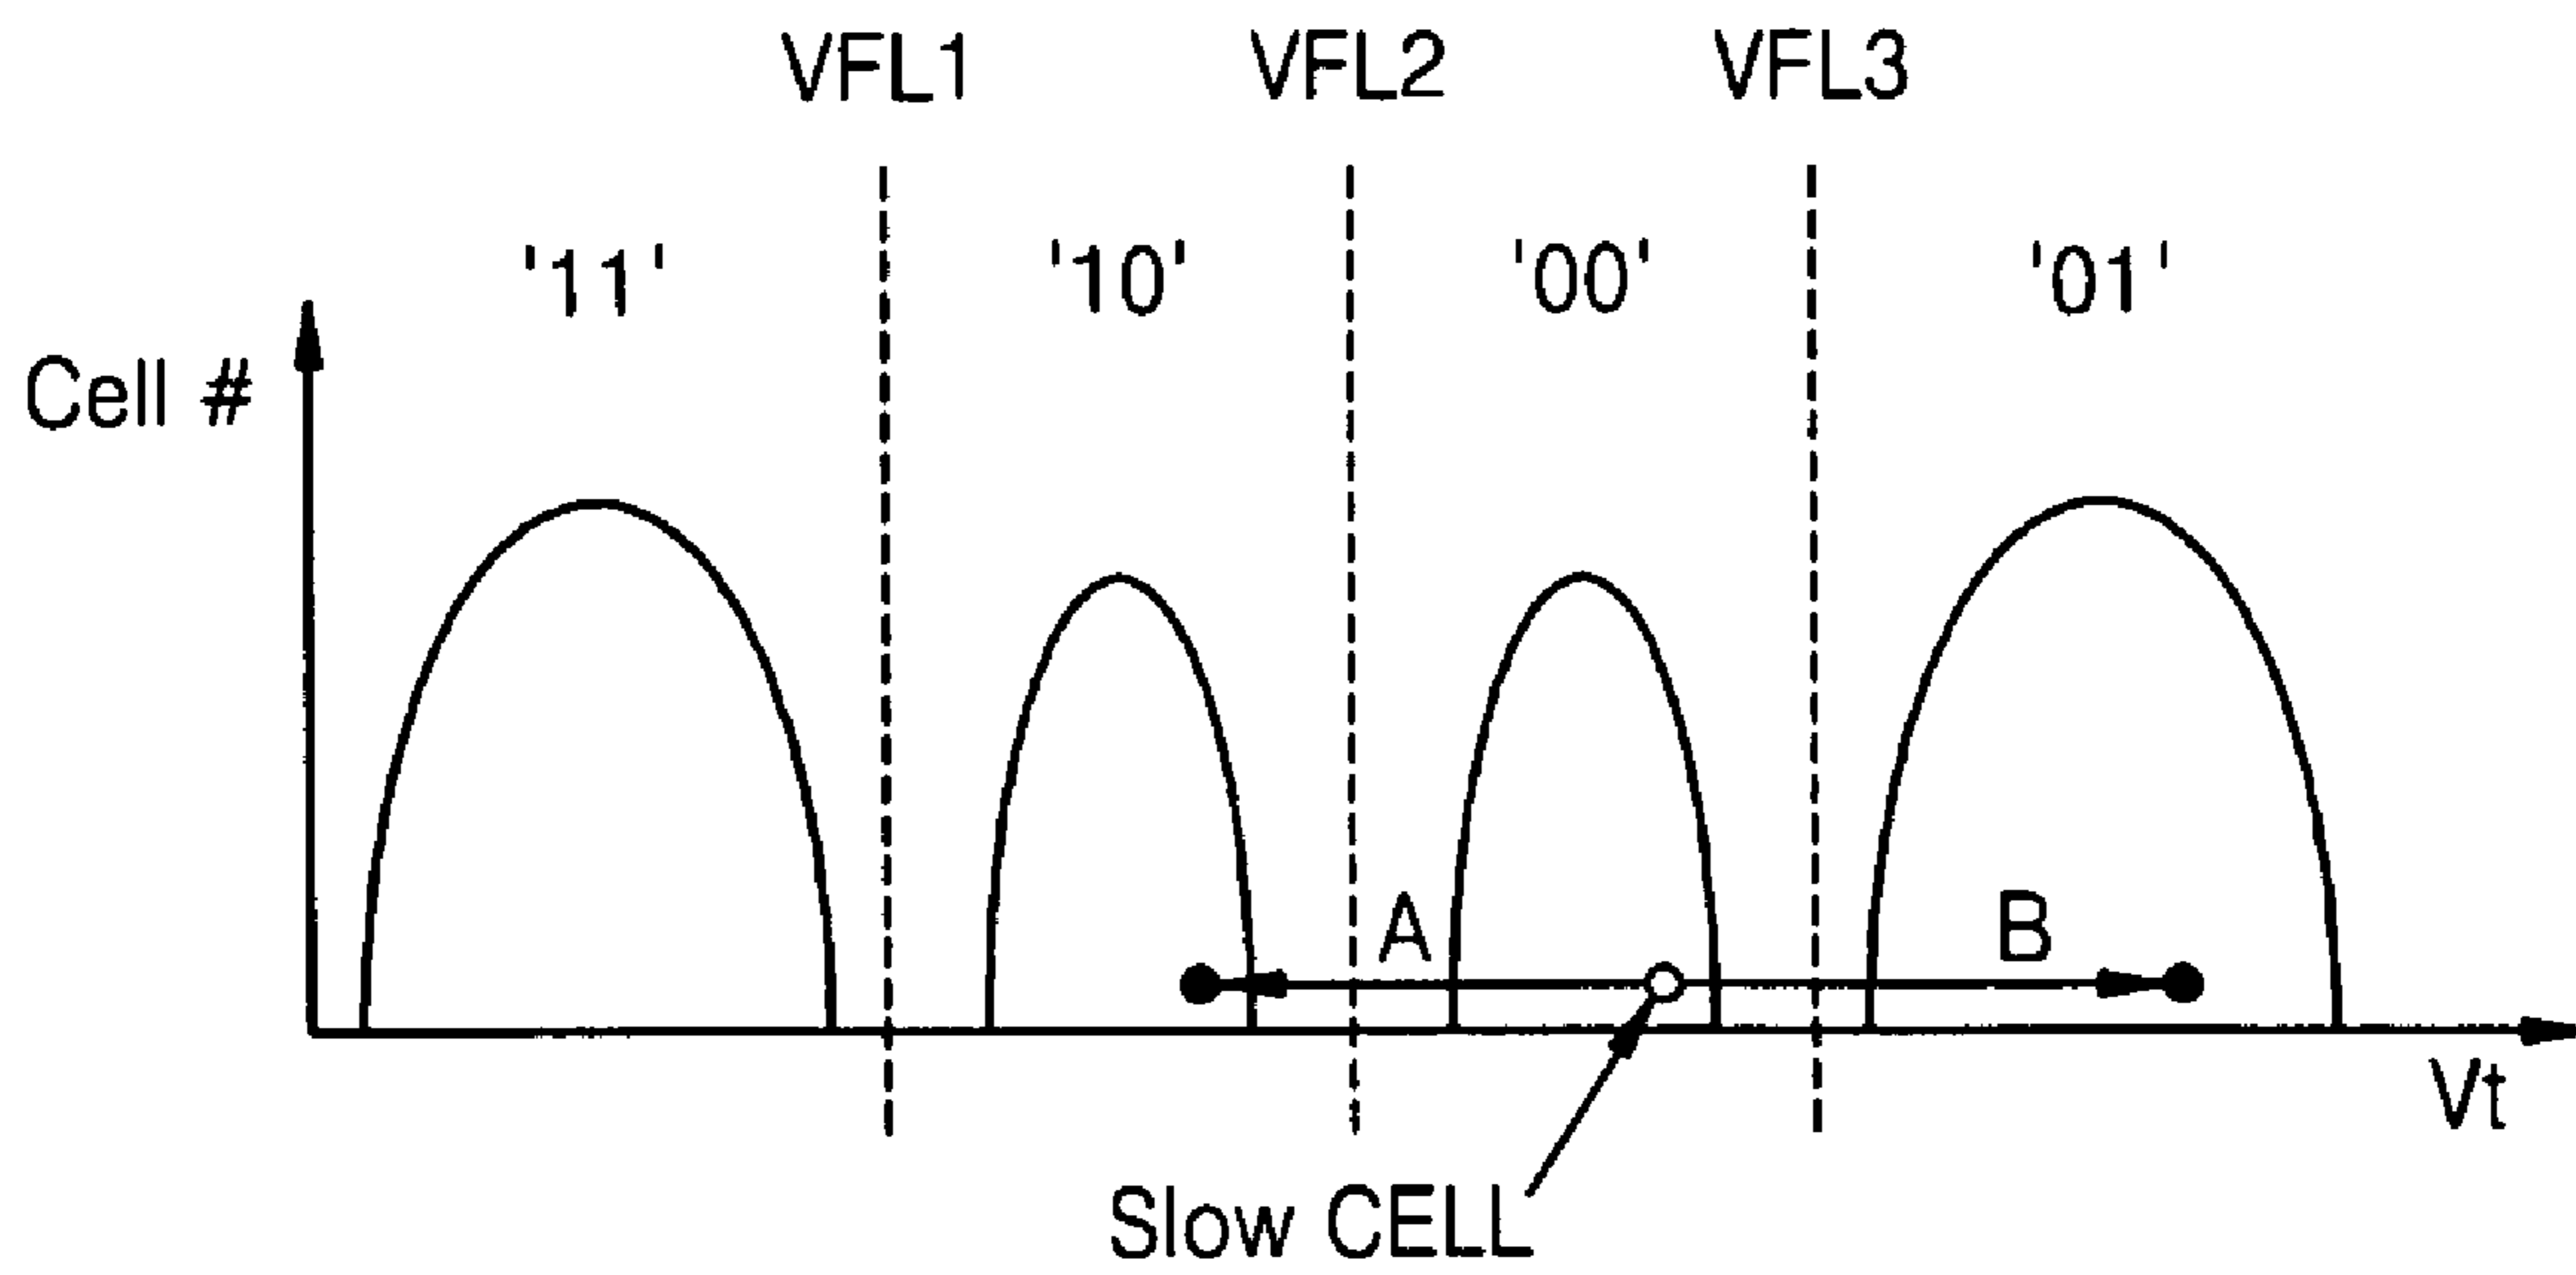 VFL1 VFL2 VFL3
'11' '10' '00' '01'
Cell #
A B
Vt
Slow CELL